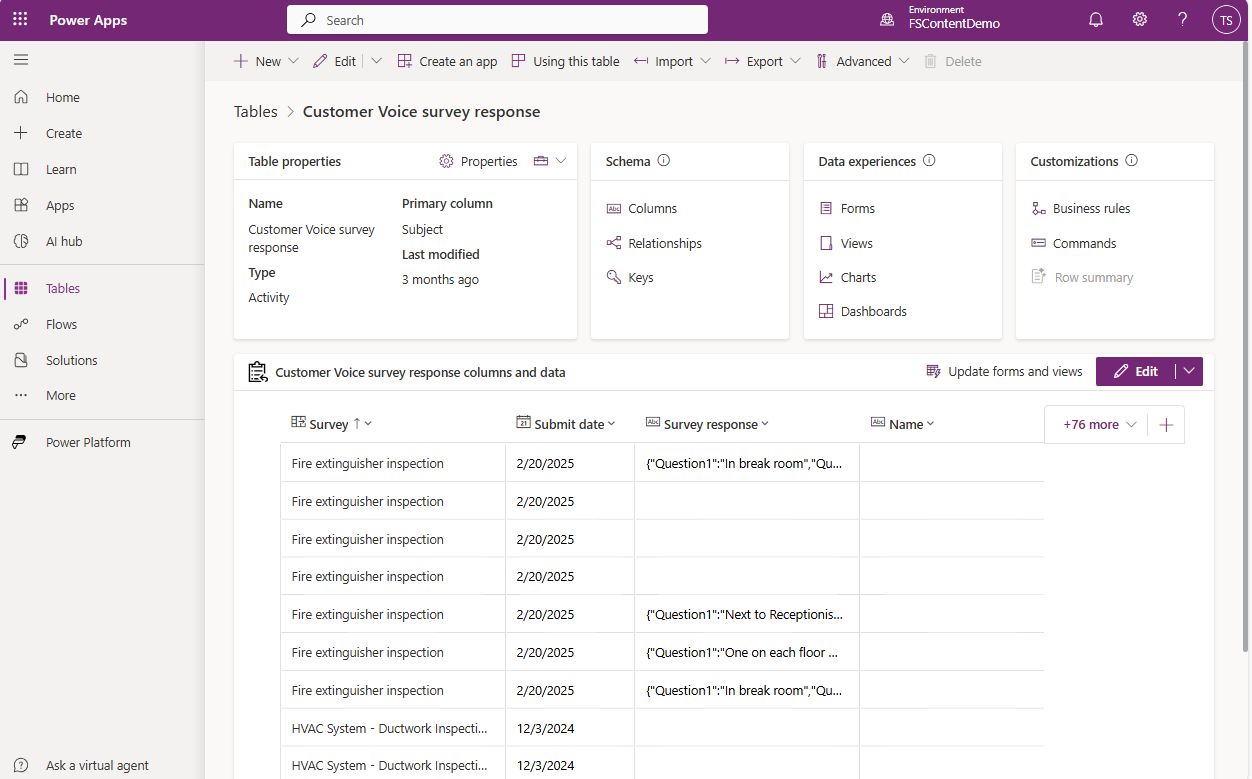 Power Apps
Search
Environment
FSContentDemo
TS
New
Edit
Create an app
Using this table
Import
Export
Advanced
Delete
Home
Create
Learn
Apps
AI hub
Tables
Flows
Solutions
More
Power Platform
Ask a virtual agent
Tables > Customer Voice survey response
Table properties
Properties
Name
Customer Voice survey
response
Type
Activity
Primary column
Subject
Last modified
3 months ago
Schema
Abc Columns
Relationships
Keys
Data experiences
Forms
Views
Charts
Dashboards
Customizations
Business rules
Commands
Row summary
Customer Voice survey response columns and data
Update forms and views
Edit
Survey ↑ 21 Submit date Abc Survey response Abc Name +76 more
Fire extinguisher inspection 2/20/2025 {"Question1":"In break room","Qu...
Fire extinguisher inspection 2/20/2025
Fire extinguisher inspection 2/20/2025
Fire extinguisher inspection 2/20/2025
Fire extinguisher inspection 2/20/2025 {"Question1":"Next to Receptionis...
Fire extinguisher inspection 2/20/2025 {"Question1":"One on each floor ...
Fire extinguisher inspection 2/20/2025 {"Question1":"In break room","Qu...
HVAC System - Ductwork Inspecti... 12/3/2024
HVAC System - Ductwork Inspecti... 12/3/2024